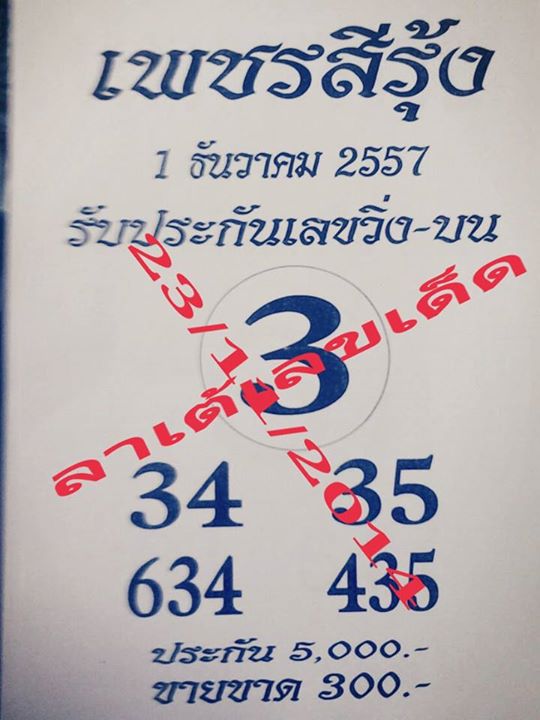 เพชรสีรุ้ง
1 ธันวาคม 2557
รับประกันเลขวิ่ง-บน
3
34 35
634 435
ประกัน 5,000.-
ขายขาด 300.-
ลาเต้เลขเด็ด
23/11/2014